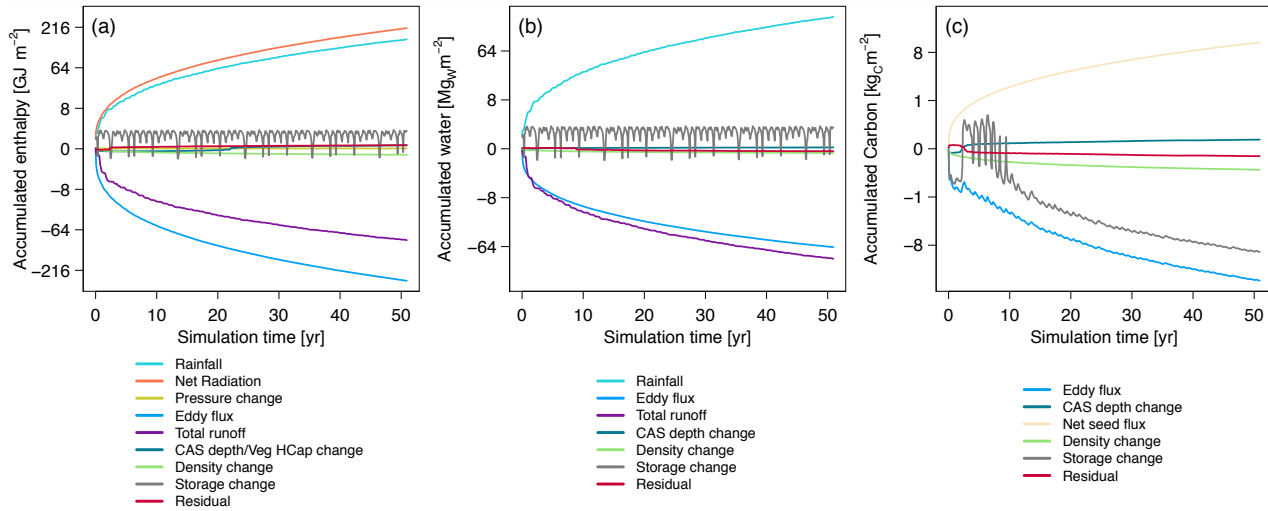 (a)
Accumulated enthalpy [GJ m−2]
216
64
8
0
−8
−64
−216
0 10 20 30 40 50
Simulation time [yr]
Rainfall
Net Radiation
Pressure change
Eddy flux
Total runoff
CAS depth/Veg HCap change
Density change
Storage change
Residual
(b)
Accumulated water [MgWm−2]
64
8
0
−8
−64
0 10 20 30 40 50
Simulation time [yr]
Rainfall
Eddy flux
Total runoff
CAS depth change
Density change
Storage change
Residual
(c)
Accumulated Carbon [kgCm−2]
8
1
0
−1
−8
0 10 20 30 40 50
Simulation time [yr]
Eddy flux
CAS depth change
Net seed flux
Density change
Storage change
Residual